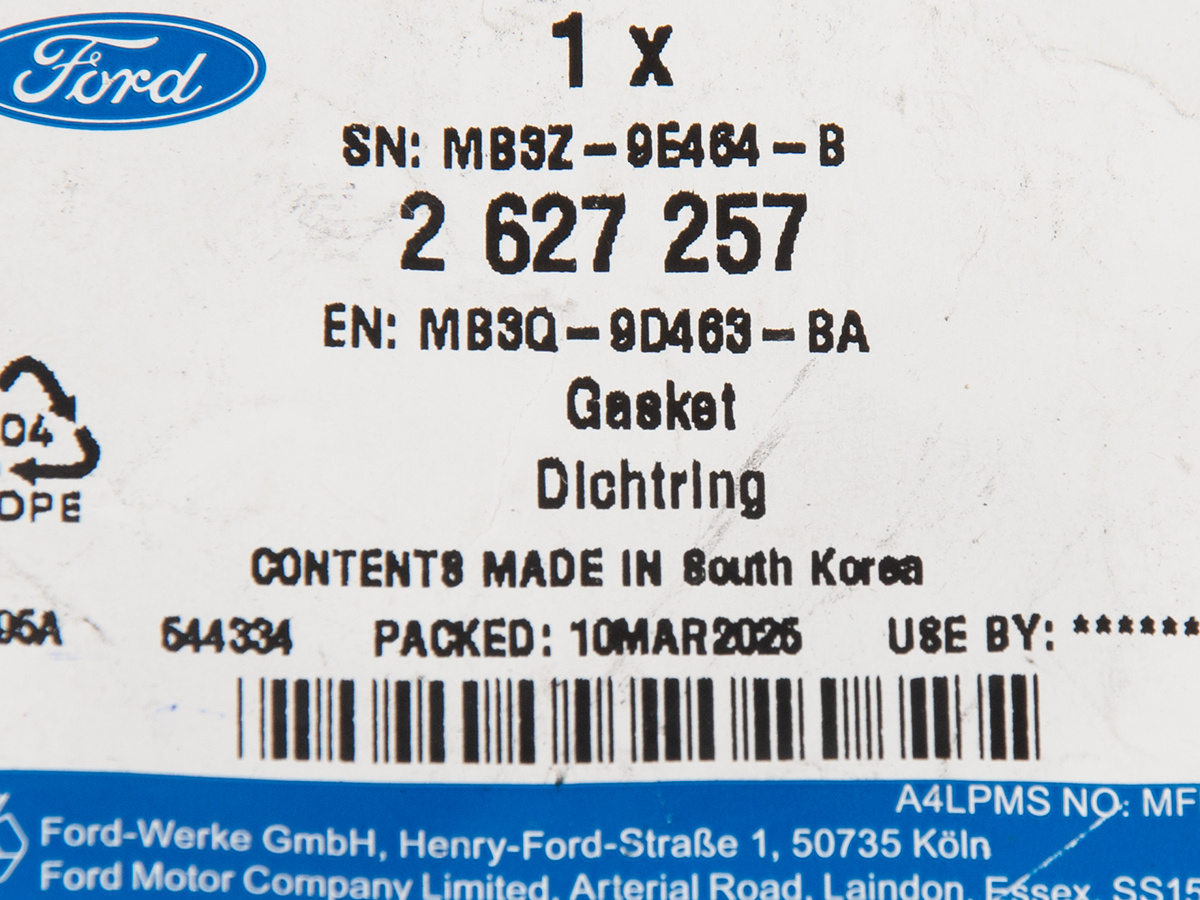 Ford
1 x
SN: MB3Z-9E464-B
2 627 257
EN: MB3Q-9D463-BA
Gasket
04
Dichtring
CONTENTS MADE IN South Korea
544334 PACKED: 10MAR2025 USE BY: *******
A4LPMS NO: MF
Ford-Werke GmbH, Henry-Ford-Straße 1, 50735 Köln
Ford Motor Company Limited, Arterial Road, Laindon, Essex, SS15